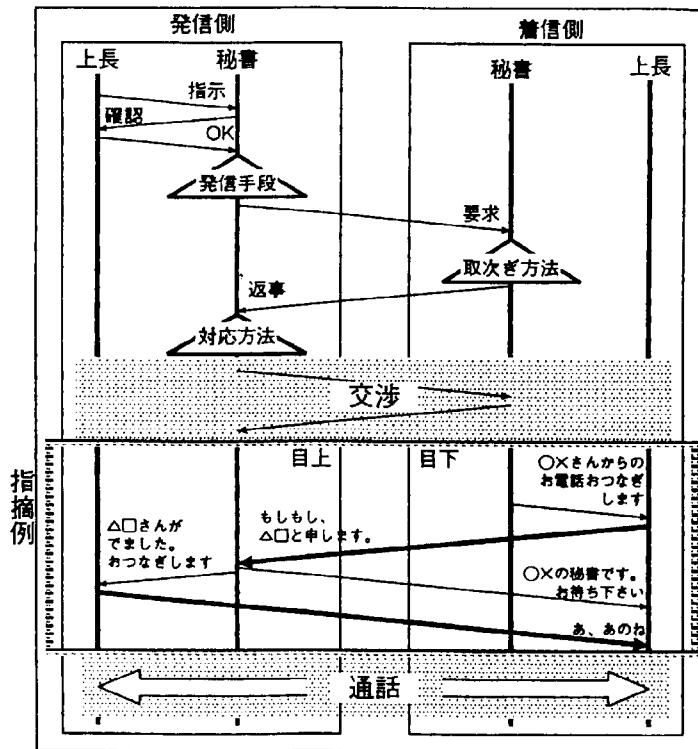 発信側
着信側
上長
秘書
秘書
上長
指示
確認
OK
発信手段
要求
取次ぎ方法
返事
対応方法
交渉
指摘例
目上
目下
○×さんからの
お電話おつなぎ
します
もしもし、
△□と申します。
△□さんが
でました。
おつなぎします
○×の秘書です。
お待ち下さい
あ、あのね
通話